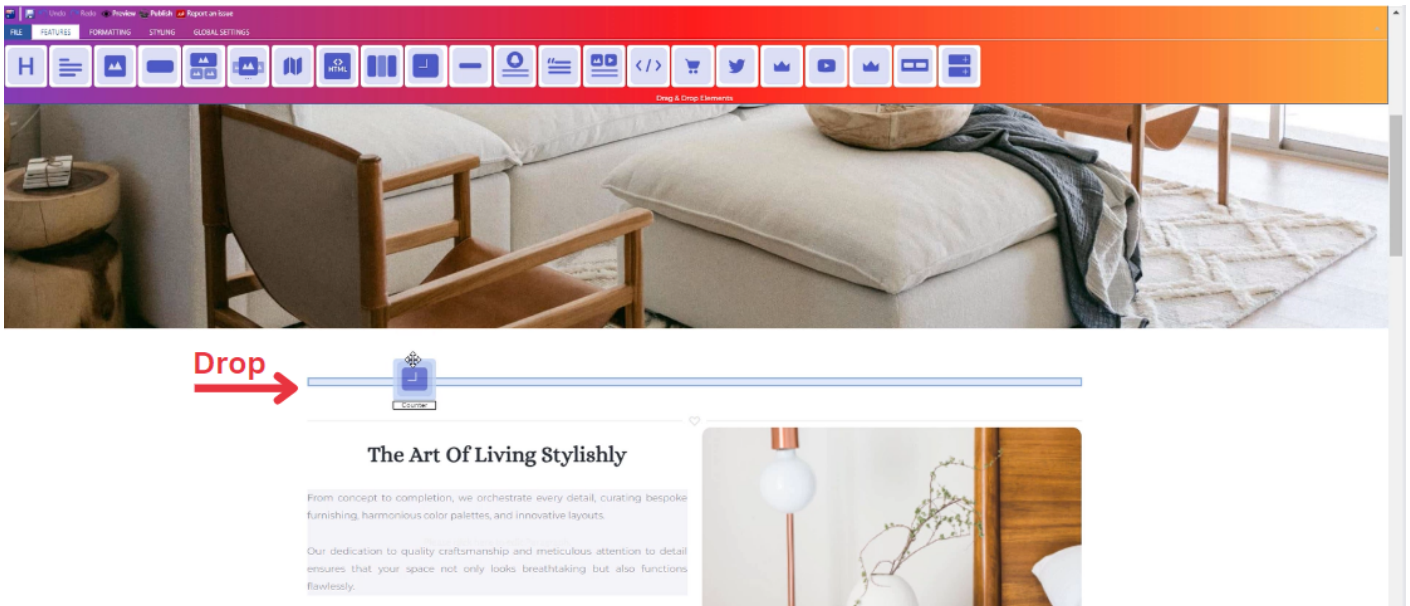 Undo Redo Preview Publish Report an Issue
FILE FEATURES FORMATTING STYLING GLOBAL SETTINGS
H
HTML
Drag & Drop Elements
Drop
Counter
The Art Of Living Stylishly
From concept to completion, we orchestrate every detail, curating bespoke
furnishing, harmonious color palettes, and innovative layouts.
Our dedication to quality craftsmanship and meticulous attention to detail
ensures that your space not only looks breathtaking but also functions
flawlessly.